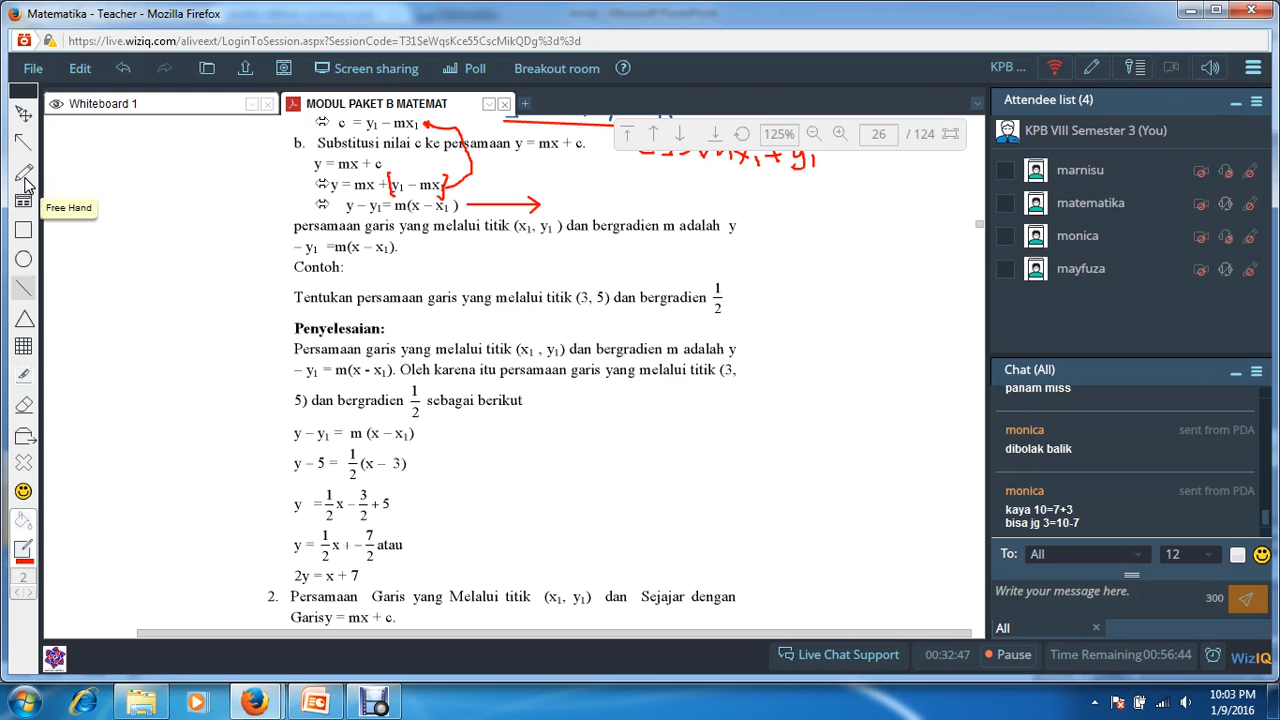 Matematika - Teacher - Mozilla Firefox
https://live.wiziq.com/aliveext/LoginToSession.aspx?SessionCode=T31SeWqsKce55CscMikQDg%3d%3d
File Edit Screen sharing Poll Breakout room KPB ...
Whiteboard 1 MODUL PAKET B MATEMAT
125% 26 / 124
⇔ c = y₁ – mx₁
b. Substitusi nilai c ke persamaan y = mx + c.
y = mx + c
⇔ y = mx + (y₁ – mx₁)
⇔ y – y₁= m(x – x₁ )
mx₁ + y₁
persamaan garis yang melalui titik (x₁, y₁ ) dan bergradien m adalah y
– y₁ =m(x – x₁).
Contoh:
Tentukan persamaan garis yang melalui titik (3, 5) dan bergradien 1/2
Penyelesaian:
Persamaan garis yang melalui titik (x₁ , y₁) dan bergradien m adalah y
– y₁ = m(x - x₁). Oleh karena itu persamaan garis yang melalui titik (3,
5) dan bergradien 1/2 sebagai berikut
y – y₁ = m (x – x₁)
y – 5 = 1/2 (x – 3)
y = 1/2 x – 3/2 + 5
y = 1/2 x + – 7/2 atau
2y = x + 7
2. Persamaan Garis yang Melalui titik (x₁, y₁) dan Sejajar dengan
Garisy = mx + c.
Free Hand
2
Attendee list (4)
KPB VIII Semester 3 (You)
marnisu
matematika
monica
mayfuza
Chat (All)
paham miss
monica sent from PDA
dibolak balik
monica sent from PDA
kaya 10=7+3
bisa jg 3=10-7
To: All 12
Write your message here. 300
All
Live Chat Support 00:32:47 Pause Time Remaining 00:56:44 WizIQ
10:03 PM
1/9/2016